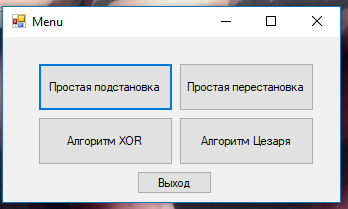 Menu
Простая подстановка
Простая перестановка
Алгоритм XOR
Алгоритм Цезаря
Выход